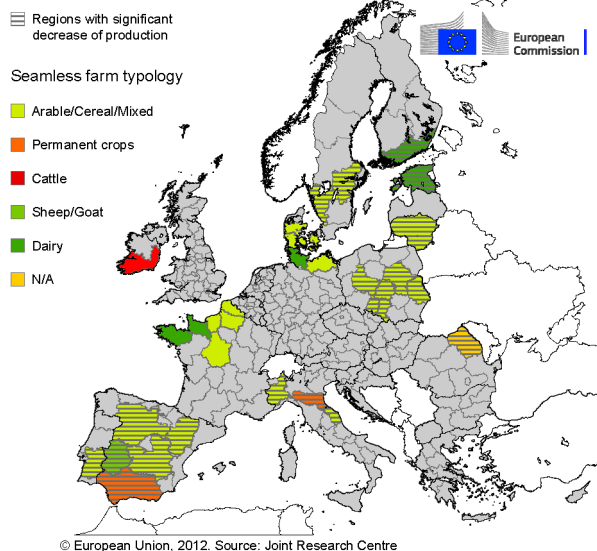 Regions with significant
decrease of production
Seamless farm typology
Arable/Cereal/Mixed
Permanent crops
Cattle
Sheep/Goat
Dairy
N/A
European
Commission
© European Union, 2012. Source: Joint Research Centre